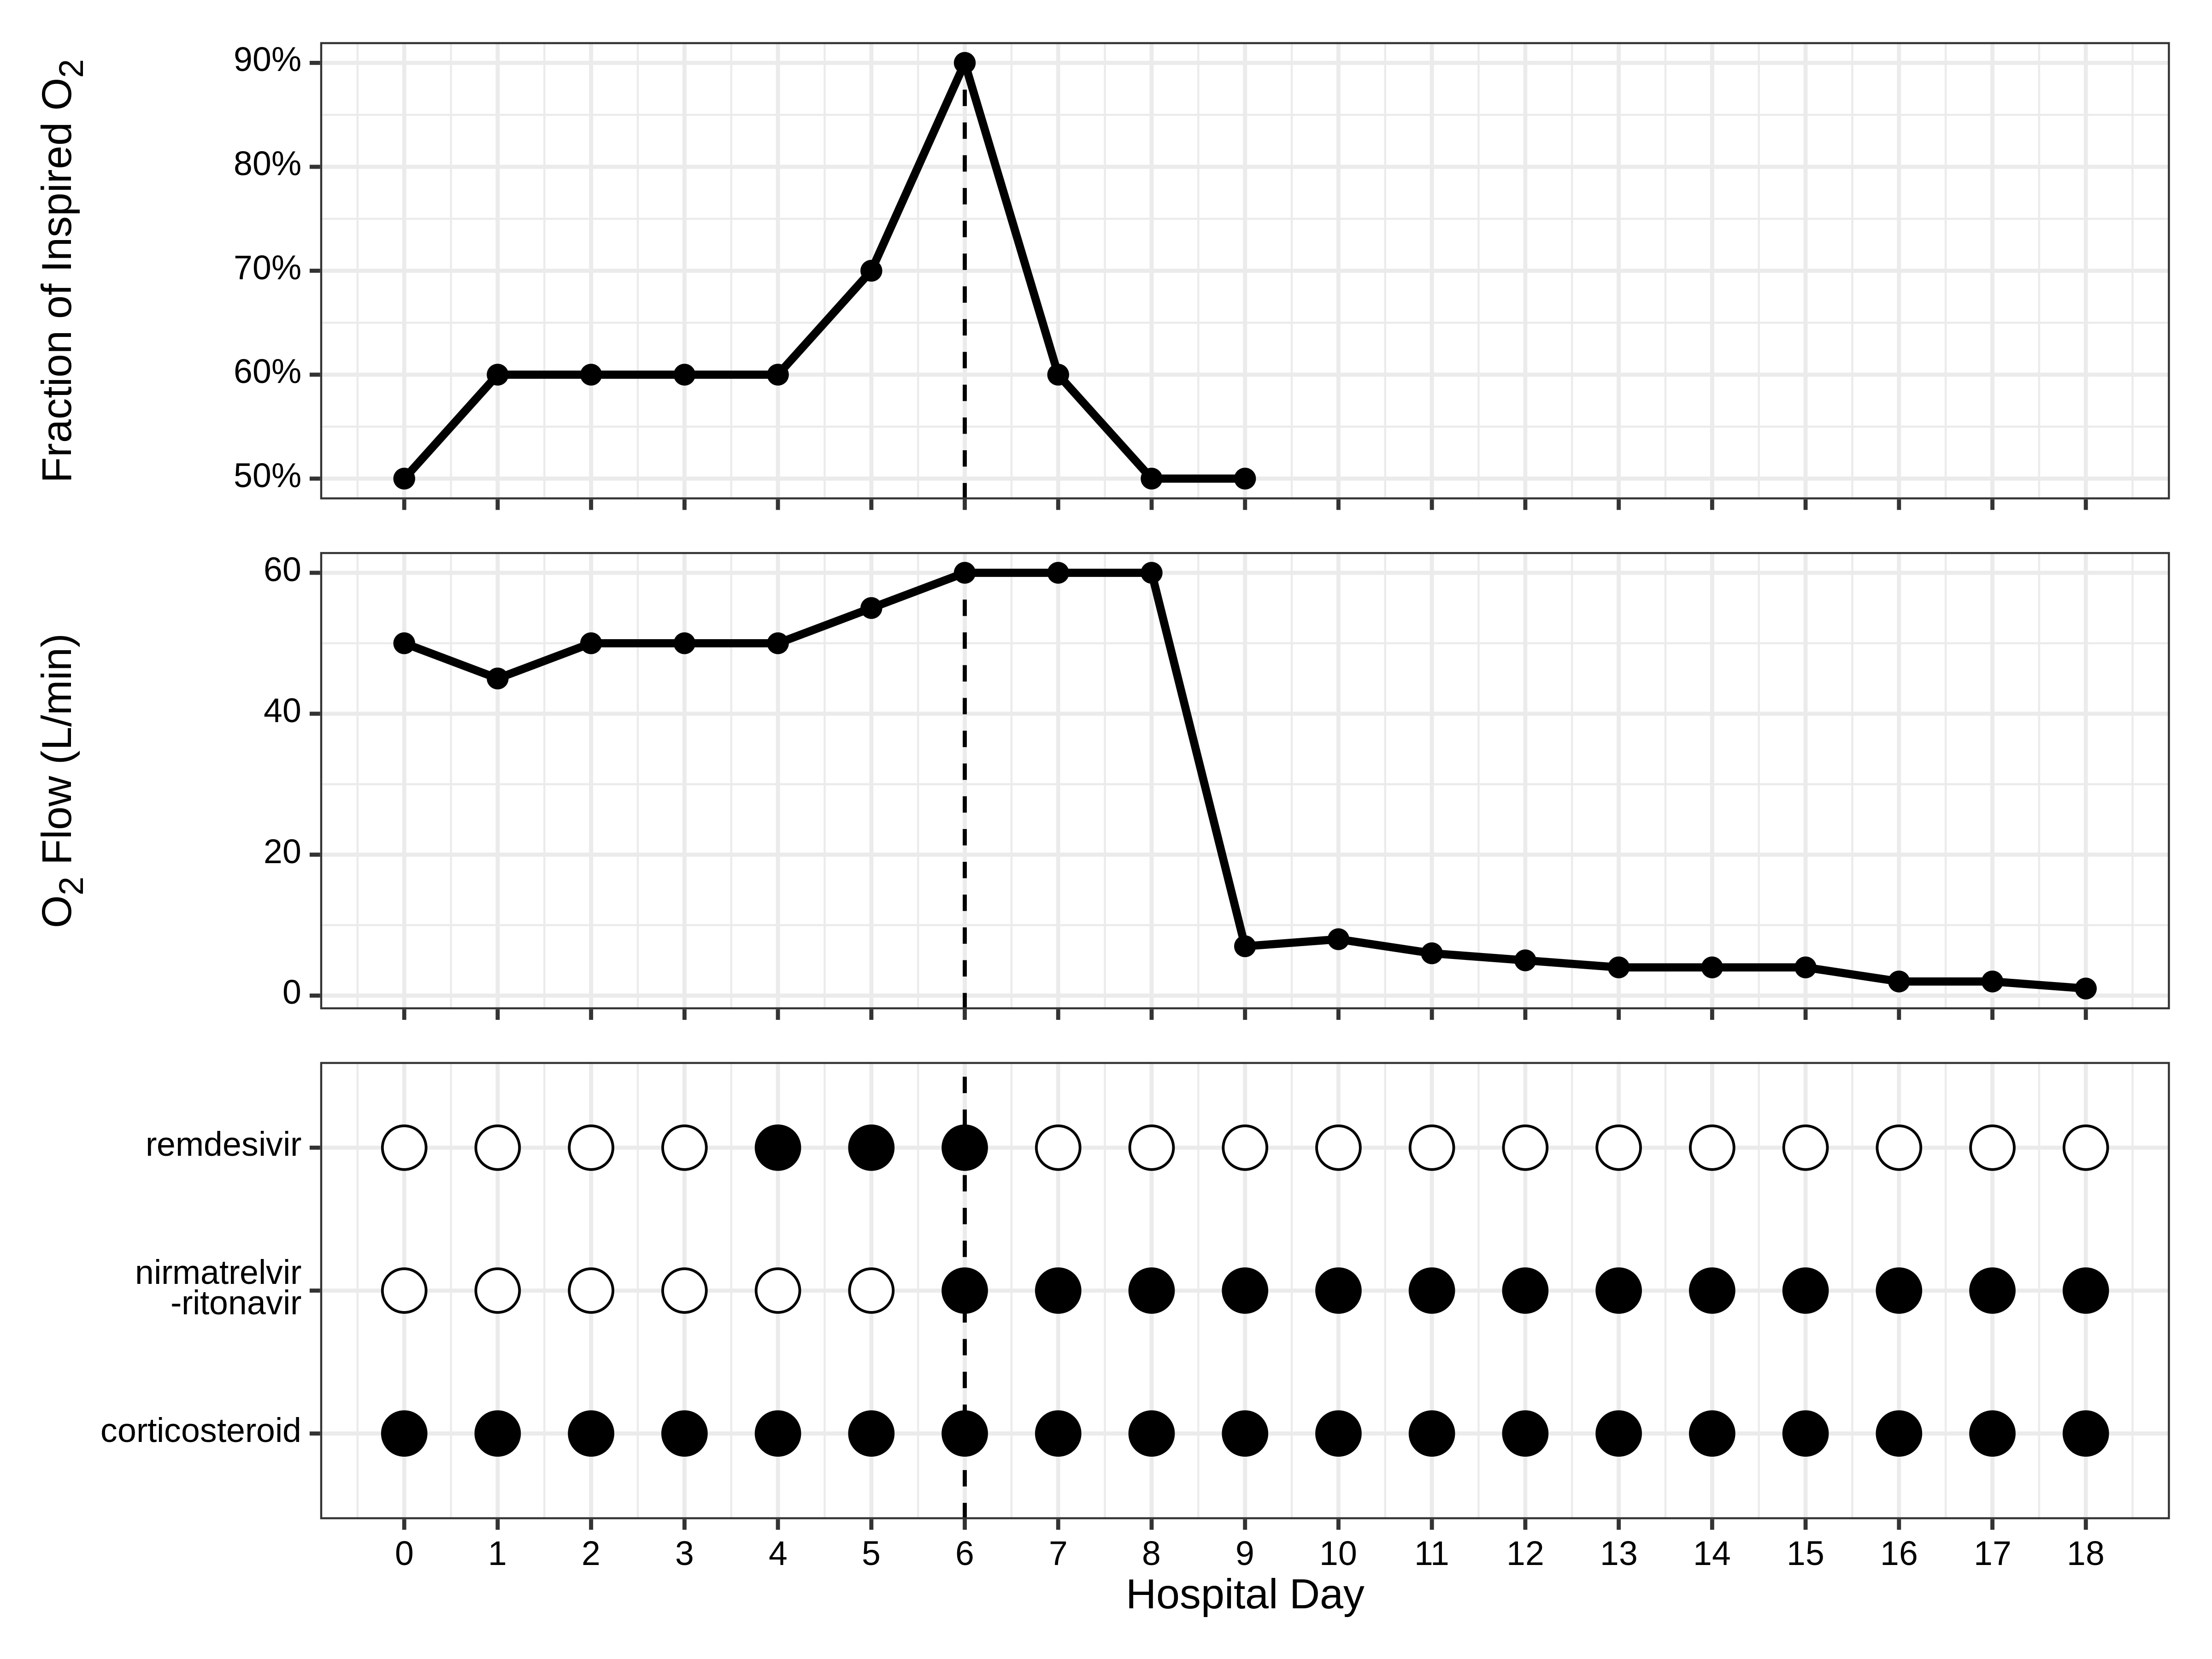 Fraction of Inspired O2
90%
80%
70%
60%
50%
O2 Flow (L/min)
60
40
20
0
remdesivir
nirmatrelvir
-ritonavir
corticosteroid
0 1 2 3 4 5 6 7 8 9 10 11 12 13 14 15 16 17 18
Hospital Day